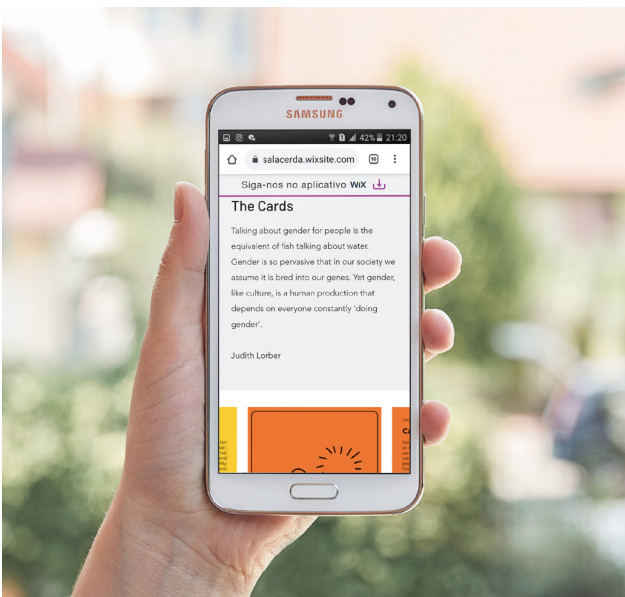 SAMSUNG
42% 21:20
salacerda.wixsite.com
Siga-nos no aplicativo WiX
The Cards
Talking about gender for people is the
equivalent of fish talking about water.
Gender is so pervasive that in our society we
assume it is bred into our genes. Yet gender,
like culture, is a human production that
depends on everyone constantly ‘doing
gender’.
Judith Lorber